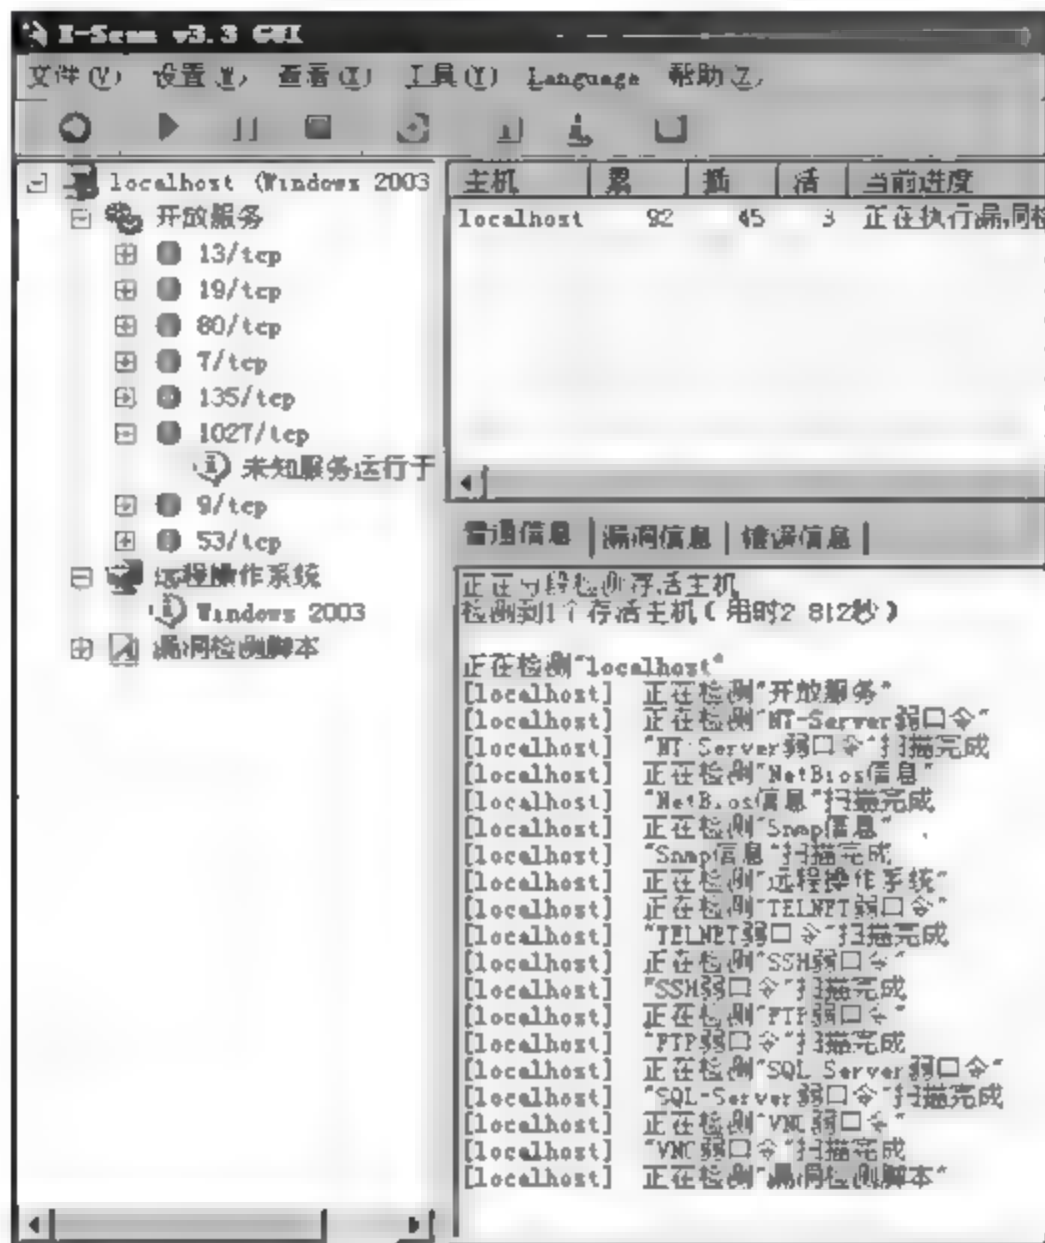 X-Scan v3.3 GUI
文件(V) 设置(W) 查看(X) 工具(Y) Language 帮助(Z)
localhost (Windows 2003
开放服务
13/tcp
19/tcp
80/tcp
7/tcp
135/tcp
1027/tcp
未知服务运行于
9/tcp
53/tcp
远程操作系统
Windows 2003
漏洞检测脚本
主机 累 插 活 当前进度
localhost 92 45 3 正在执行漏洞检
普通信息 漏洞信息 错误信息
正在分段检测存活主机
检测到1个存活主机(用时2 812秒)
正在检测"localhost"
[localhost] 正在检测"开放服务"
[localhost] 正在检测"NT-Server弱口令"
[localhost] "NT-Server弱口令"扫描完成
[localhost] 正在检测"NetBios信息"
[localhost] "NetBios信息"扫描完成
[localhost] 正在检测"Snmp信息"
[localhost] "Snmp信息"扫描完成
[localhost] 正在检测"远程操作系统"
[localhost] 正在检测"TELNET弱口令"
[localhost] "TELNET弱口令"扫描完成
[localhost] 正在检测"SSH弱口令"
[localhost] "SSH弱口令"扫描完成
[localhost] 正在检测"FTP弱口令"
[localhost] "FTP弱口令"扫描完成
[localhost] 正在检测"SQL-Server弱口令"
[localhost] "SQL-Server弱口令"扫描完成
[localhost] 正在检测"VNC弱口令"
[localhost] "VNC弱口令"扫描完成
[localhost] 正在检测"漏洞检测脚本"